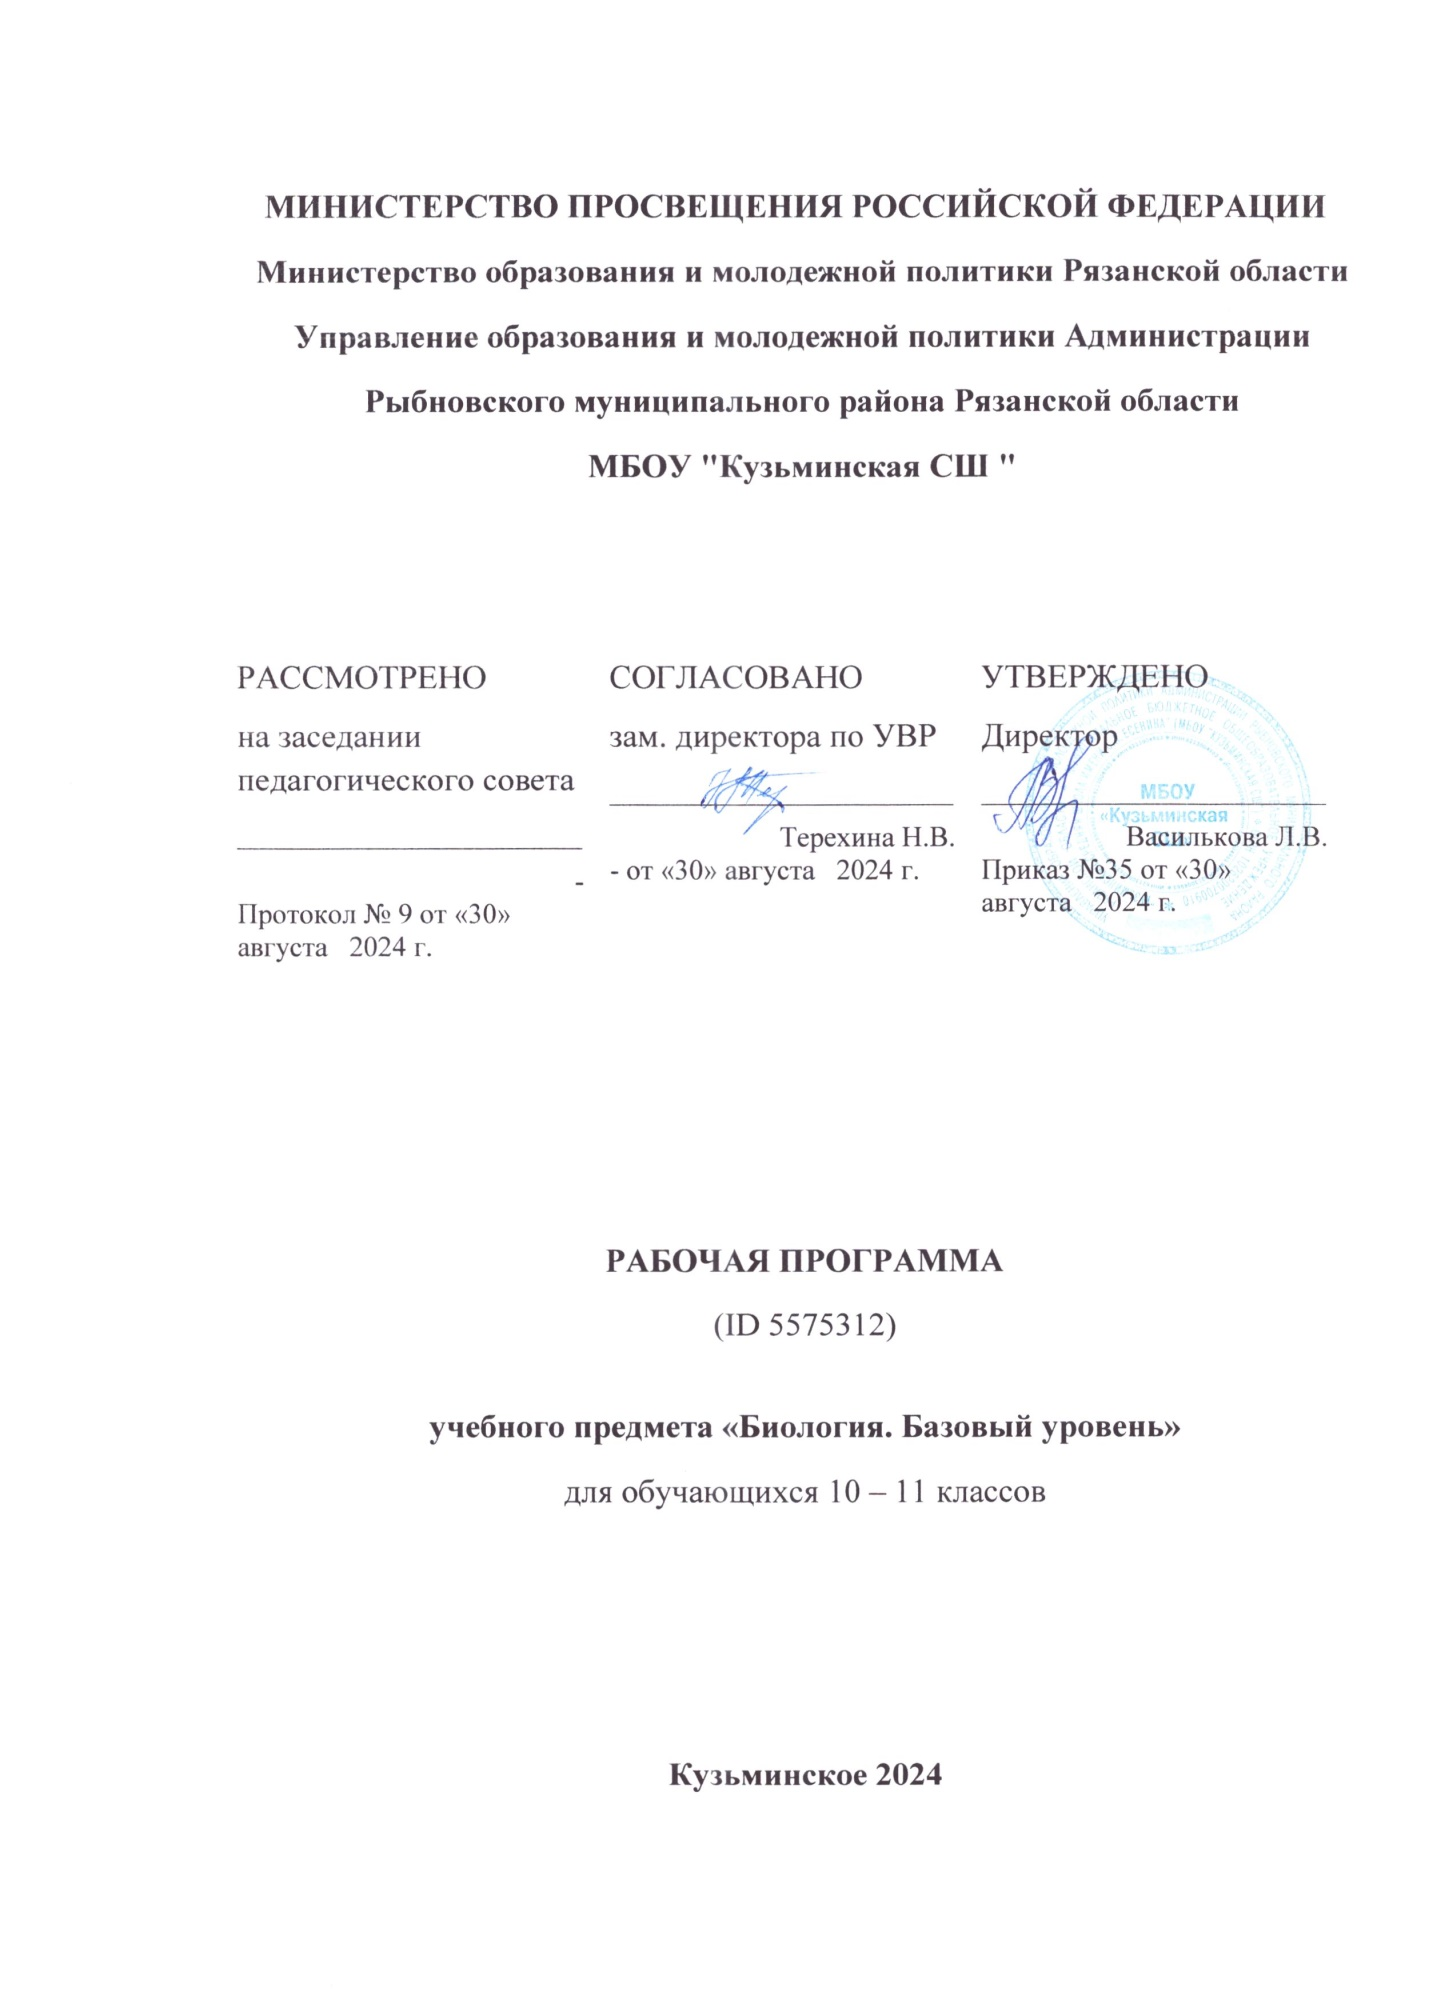 МИНИСТЕРСТВО ПРОСВЕЩЕНИЯ РОССИЙСКОЙ ФЕДЕРАЦИИ
Министерство образования и молодежной политики Рязанской области
Управление образования и молодежной политики Администрации
Рыбновского муниципального района Рязанской области
МБОУ "Кузьминская СШ "
РАССМОТРЕНО
на заседании
педагогического совета
-
Протокол № 9 от «30»
августа 2024 г.
СОГЛАСОВАНО
зам. директора по УВР
Терехина Н.В.
- от «30» августа 2024 г.
УТВЕРЖДЕНО
Директор
Василькова Л.В.
Приказ №35 от «30»
августа 2024 г.
МБОУ
«Кузьминская
РАБОЧАЯ ПРОГРАММА
(ID 5575312)
учебного предмета «Биология. Базовый уровень»
для обучающихся 10 – 11 классов
Кузьминское 2024